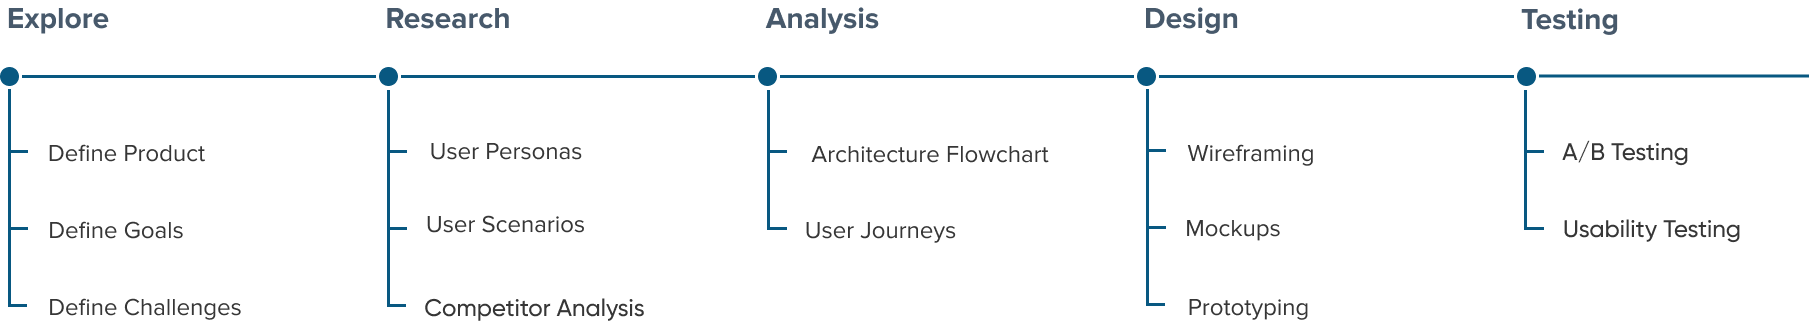 Explore
Define Product
Define Goals
Define Challenges
Research
User Personas
User Scenarios
Competitor Analysis
Analysis
Architecture Flowchart
User Journeys
Design
Wireframing
Mockups
Prototyping
Testing
A/B Testing
Usability Testing